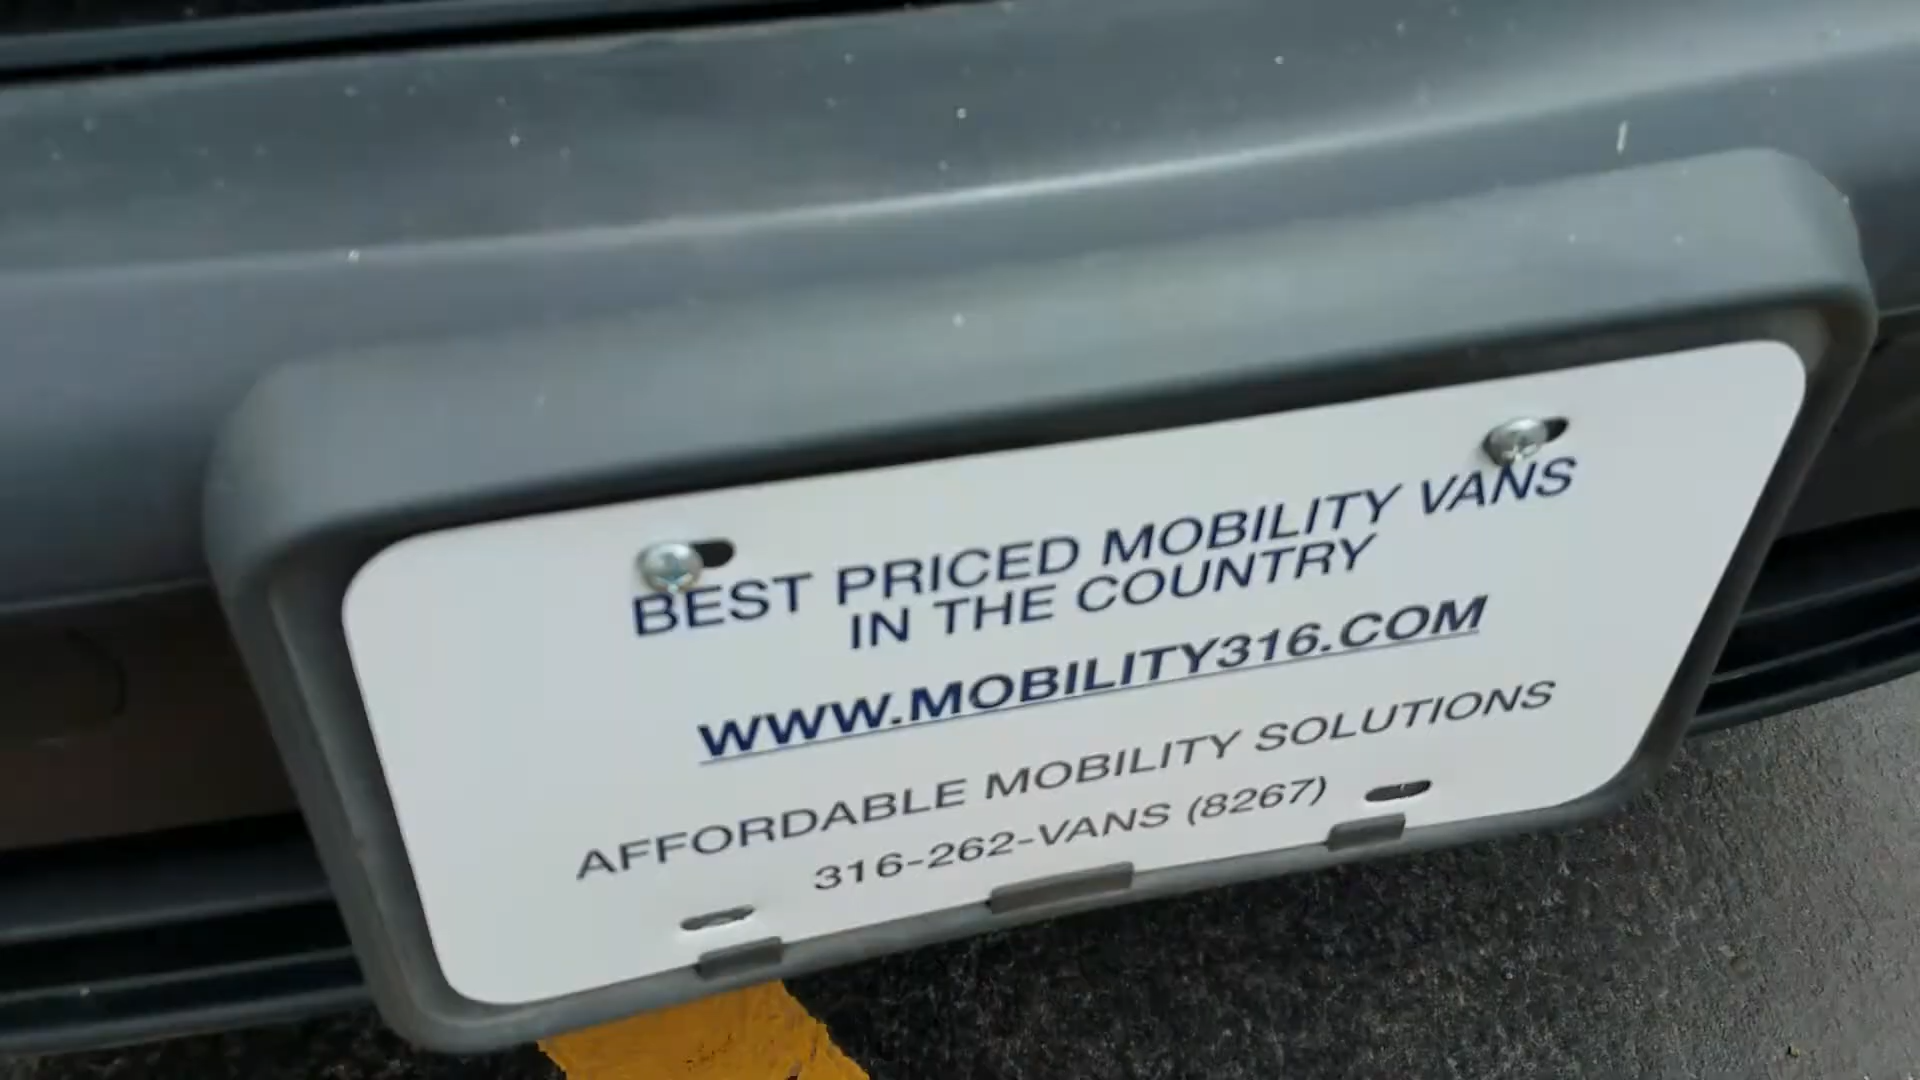 BEST PRICED MOBILITY VANS
IN THE COUNTRY
WWW.MOBILITY316.COM
AFFORDABLE MOBILITY SOLUTIONS
316-262-VANS (8267)